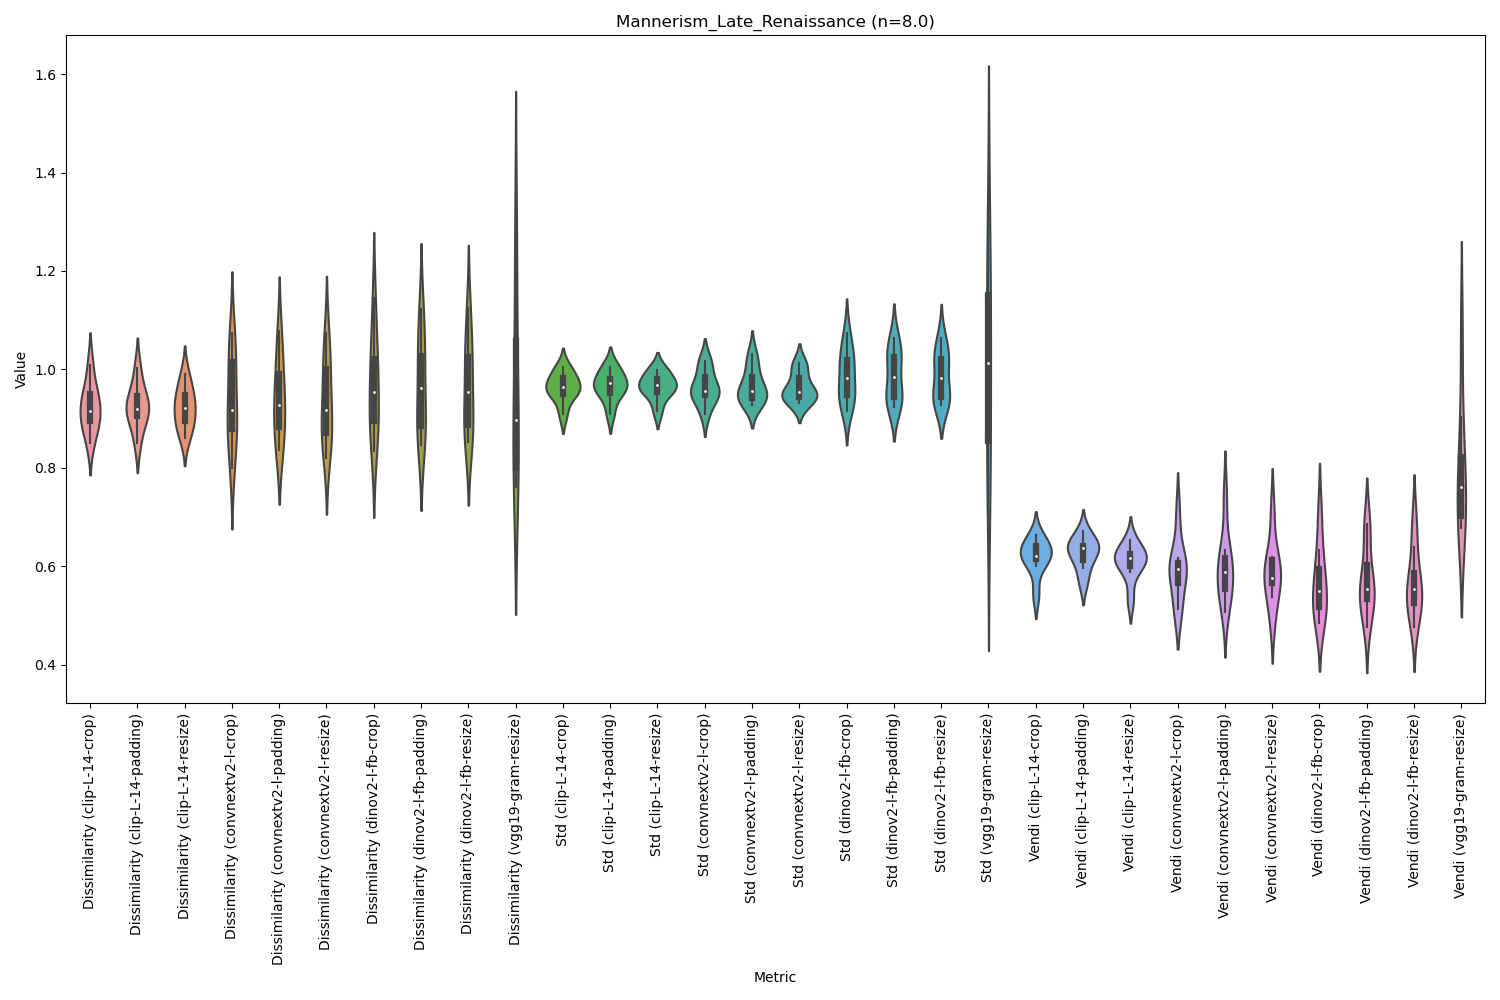 Mannerism_Late_Renaissance (n=8.0)
1.6
1.4
1.2
1.0
0.8
0.6
0.4
Value
Dissimilarity (clip-L-14-crop)
Dissimilarity (clip-L-14-padding)
Dissimilarity (clip-L-14-resize)
Dissimilarity (convnextv2-l-crop)
Dissimilarity (convnextv2-l-padding)
Dissimilarity (convnextv2-l-resize)
Dissimilarity (dinov2-l-fb-crop)
Dissimilarity (dinov2-l-fb-padding)
Dissimilarity (dinov2-l-fb-resize)
Dissimilarity (vgg19-gram-resize)
Std (clip-L-14-crop)
Std (clip-L-14-padding)
Std (clip-L-14-resize)
Std (convnextv2-l-crop)
Std (convnextv2-l-padding)
Std (convnextv2-l-resize)
Std (dinov2-l-fb-crop)
Std (dinov2-l-fb-padding)
Std (dinov2-l-fb-resize)
Std (vgg19-gram-resize)
Vendi (clip-L-14-crop)
Vendi (clip-L-14-padding)
Vendi (clip-L-14-resize)
Vendi (convnextv2-l-crop)
Vendi (convnextv2-l-padding)
Vendi (convnextv2-l-resize)
Vendi (dinov2-l-fb-crop)
Vendi (dinov2-l-fb-padding)
Vendi (dinov2-l-fb-resize)
Vendi (vgg19-gram-resize)
Metric